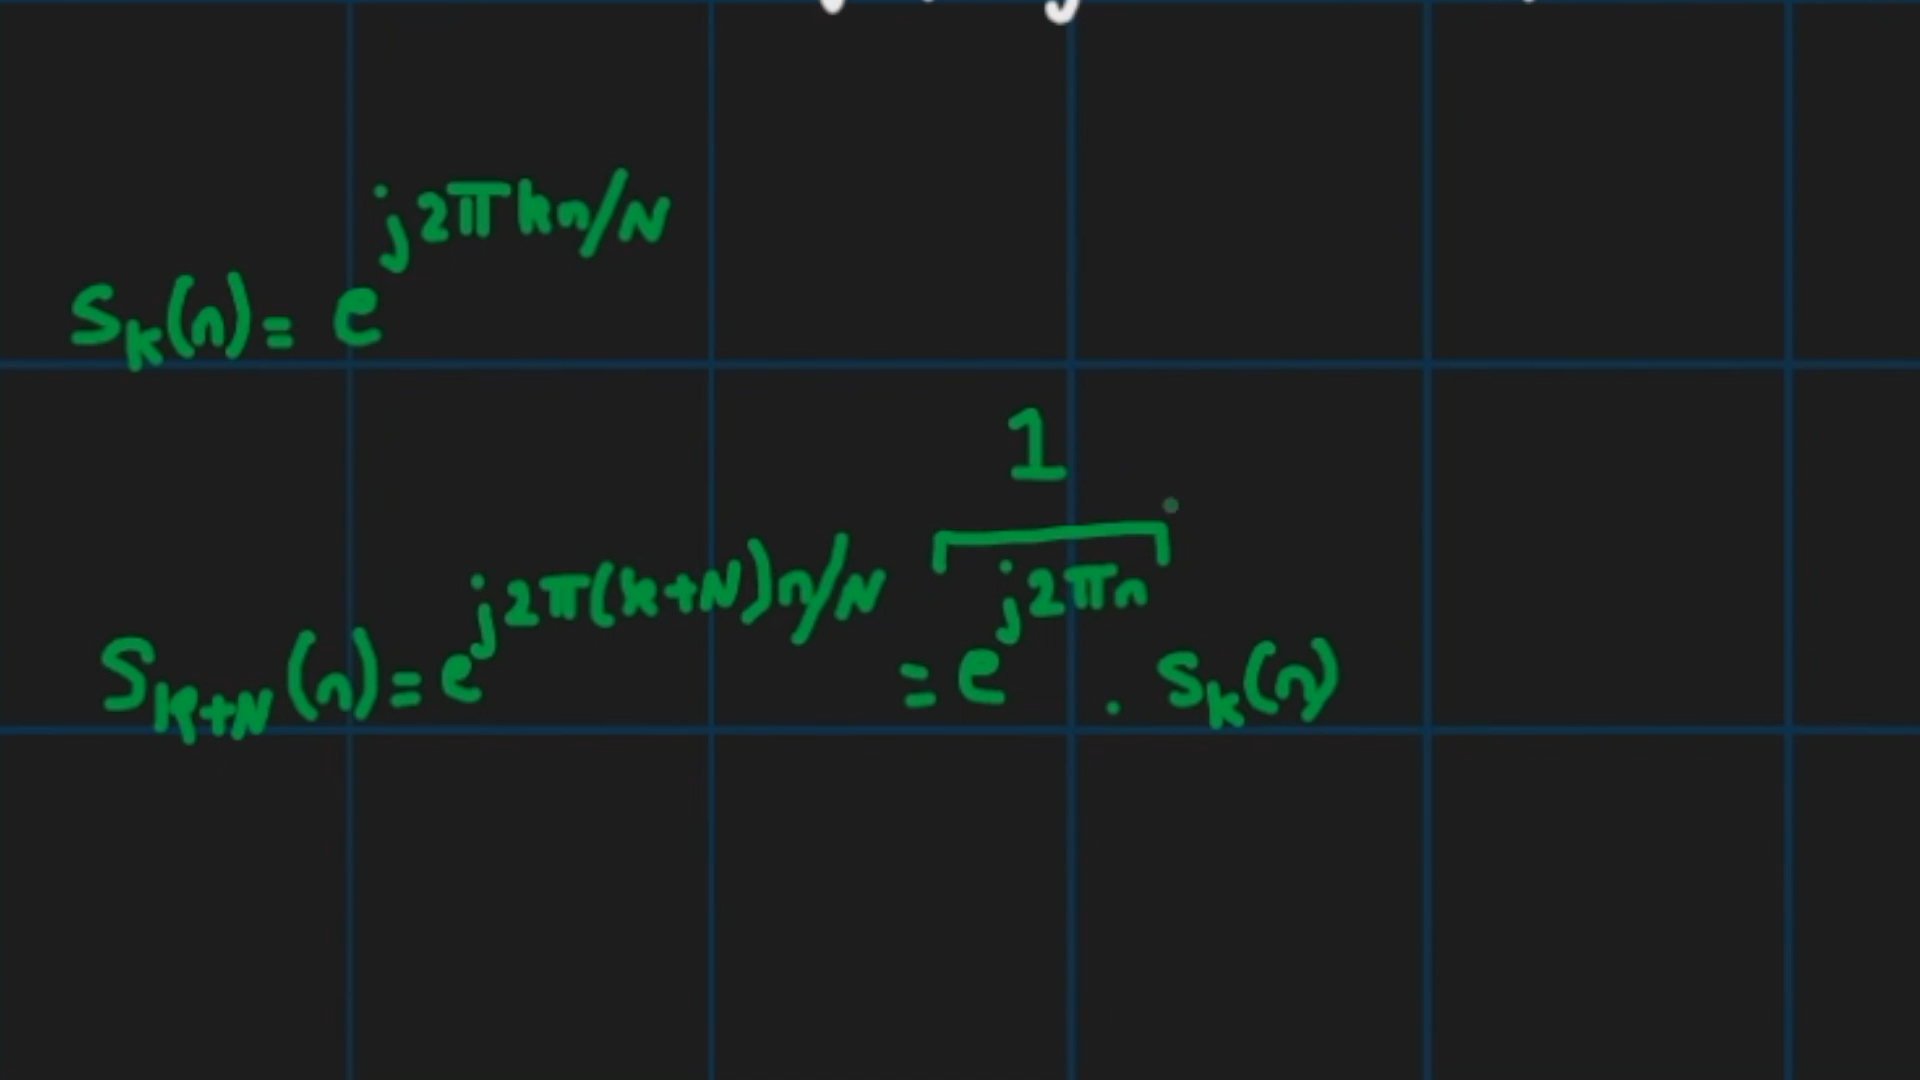 S_k(n) = e^{j2πkn/N}
1
S_{k+N}(n) = e^{j2π(k+N)n/N} = e^{j2πn} . S_k(n)